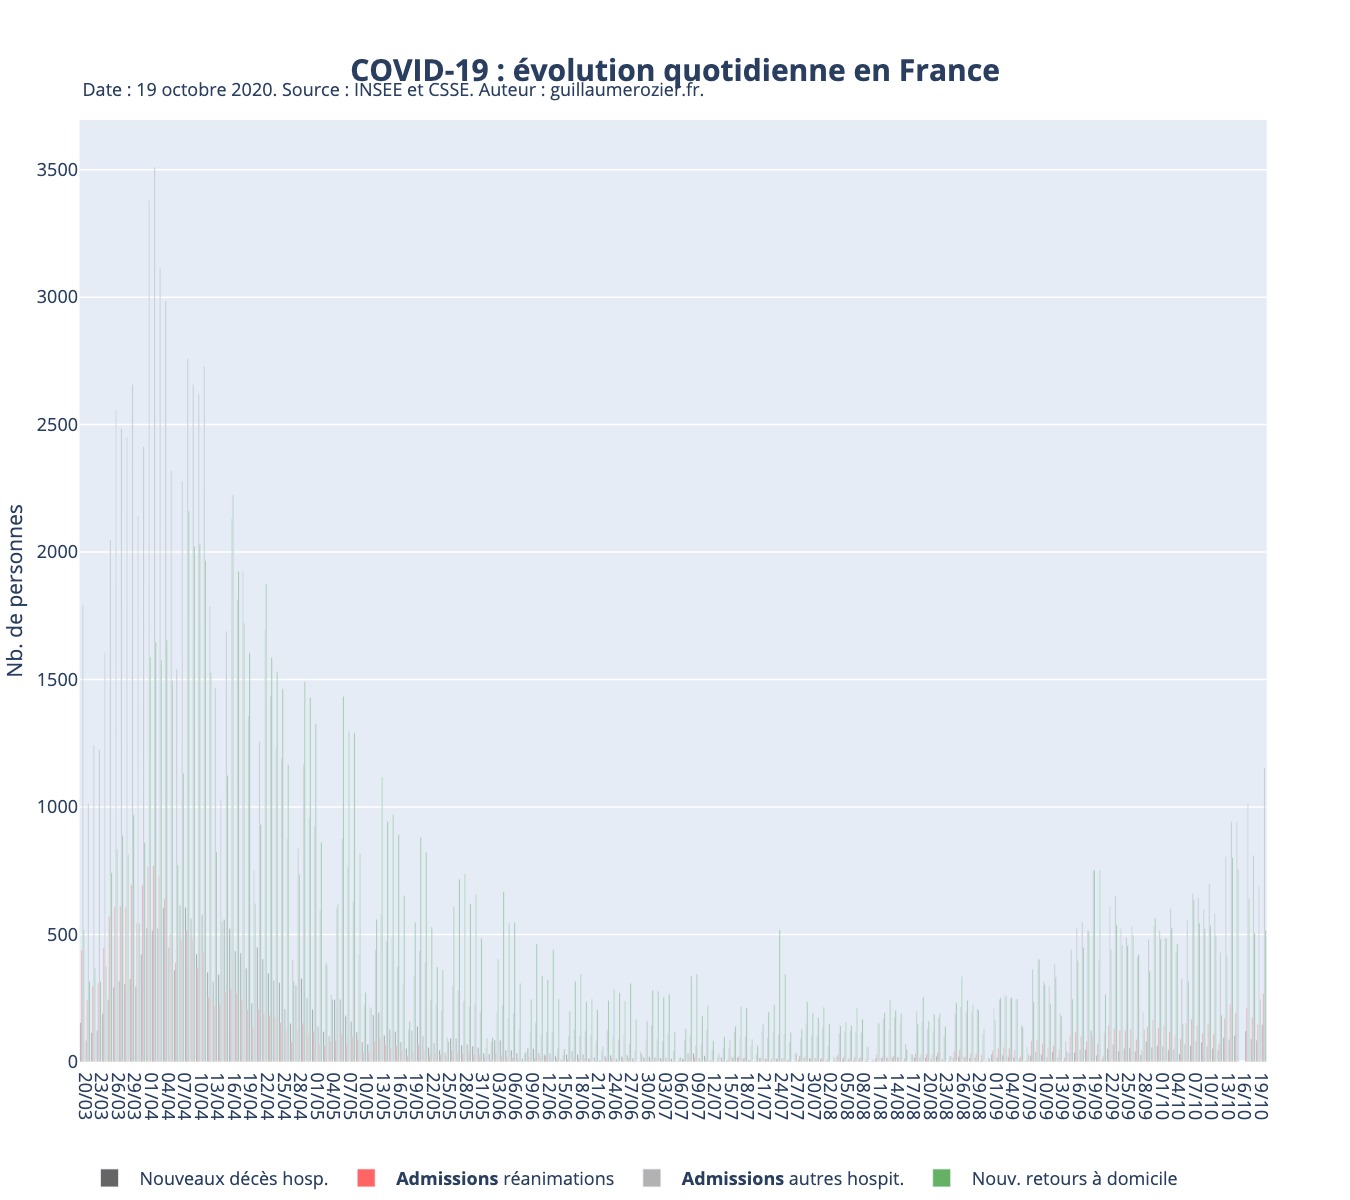 COVID-19 : évolution quotidienne en France
Date : 19 octobre 2020. Source : INSEE et CSSE. Auteur : guillaumerozier.fr.
3500
3000
2500
2000
1500
1000
500
0
Nb. de personnes
20/03 23/03 26/03 29/03 01/04 04/04 07/04 10/04 13/04 16/04 19/04 22/04 25/04 28/04 01/05 04/05 07/05 10/05 13/05 16/05 19/05 22/05 25/05 28/05 31/05 03/06 06/06 09/06 12/06 15/06 18/06 21/06 24/06 27/06 30/06 03/07 06/07 09/07 12/07 15/07 18/07 21/07 24/07 27/07 30/07 02/08 05/08 08/08 11/08 14/08 17/08 20/08 23/08 26/08 29/08 01/09 04/09 07/09 10/09 13/09 16/09 19/09 22/09 25/09 28/09 01/10 04/10 07/10 10/10 13/10 16/10 19/10
Nouveaux décès hosp. Admissions réanimations Admissions autres hospit. Nouv. retours à domicile